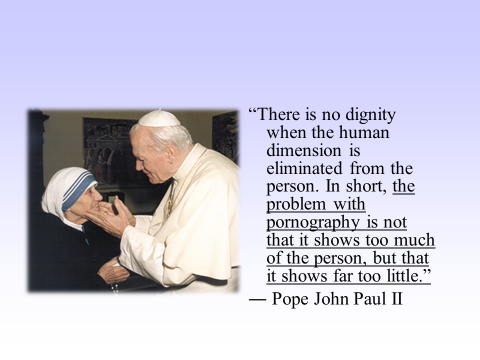 “There is no dignity
when the human
dimension is
eliminated from the
person. In short, the
problem with
pornography is not
that it shows too much
of the person, but that
it shows far too little.”
― Pope John Paul II